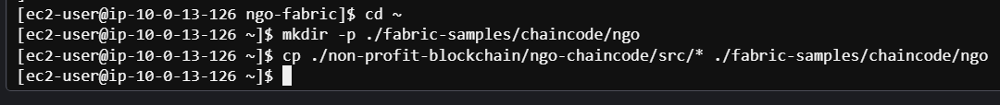 [ec2-user@ip-10-0-13-126 ngo-fabric]$ cd ~
[ec2-user@ip-10-0-13-126 ~]$ mkdir -p ./fabric-samples/chaincode/ngo
[ec2-user@ip-10-0-13-126 ~]$ cp ./non-profit-blockchain/ngo-chaincode/src/* ./fabric-samples/chaincode/ngo
[ec2-user@ip-10-0-13-126 ~]$